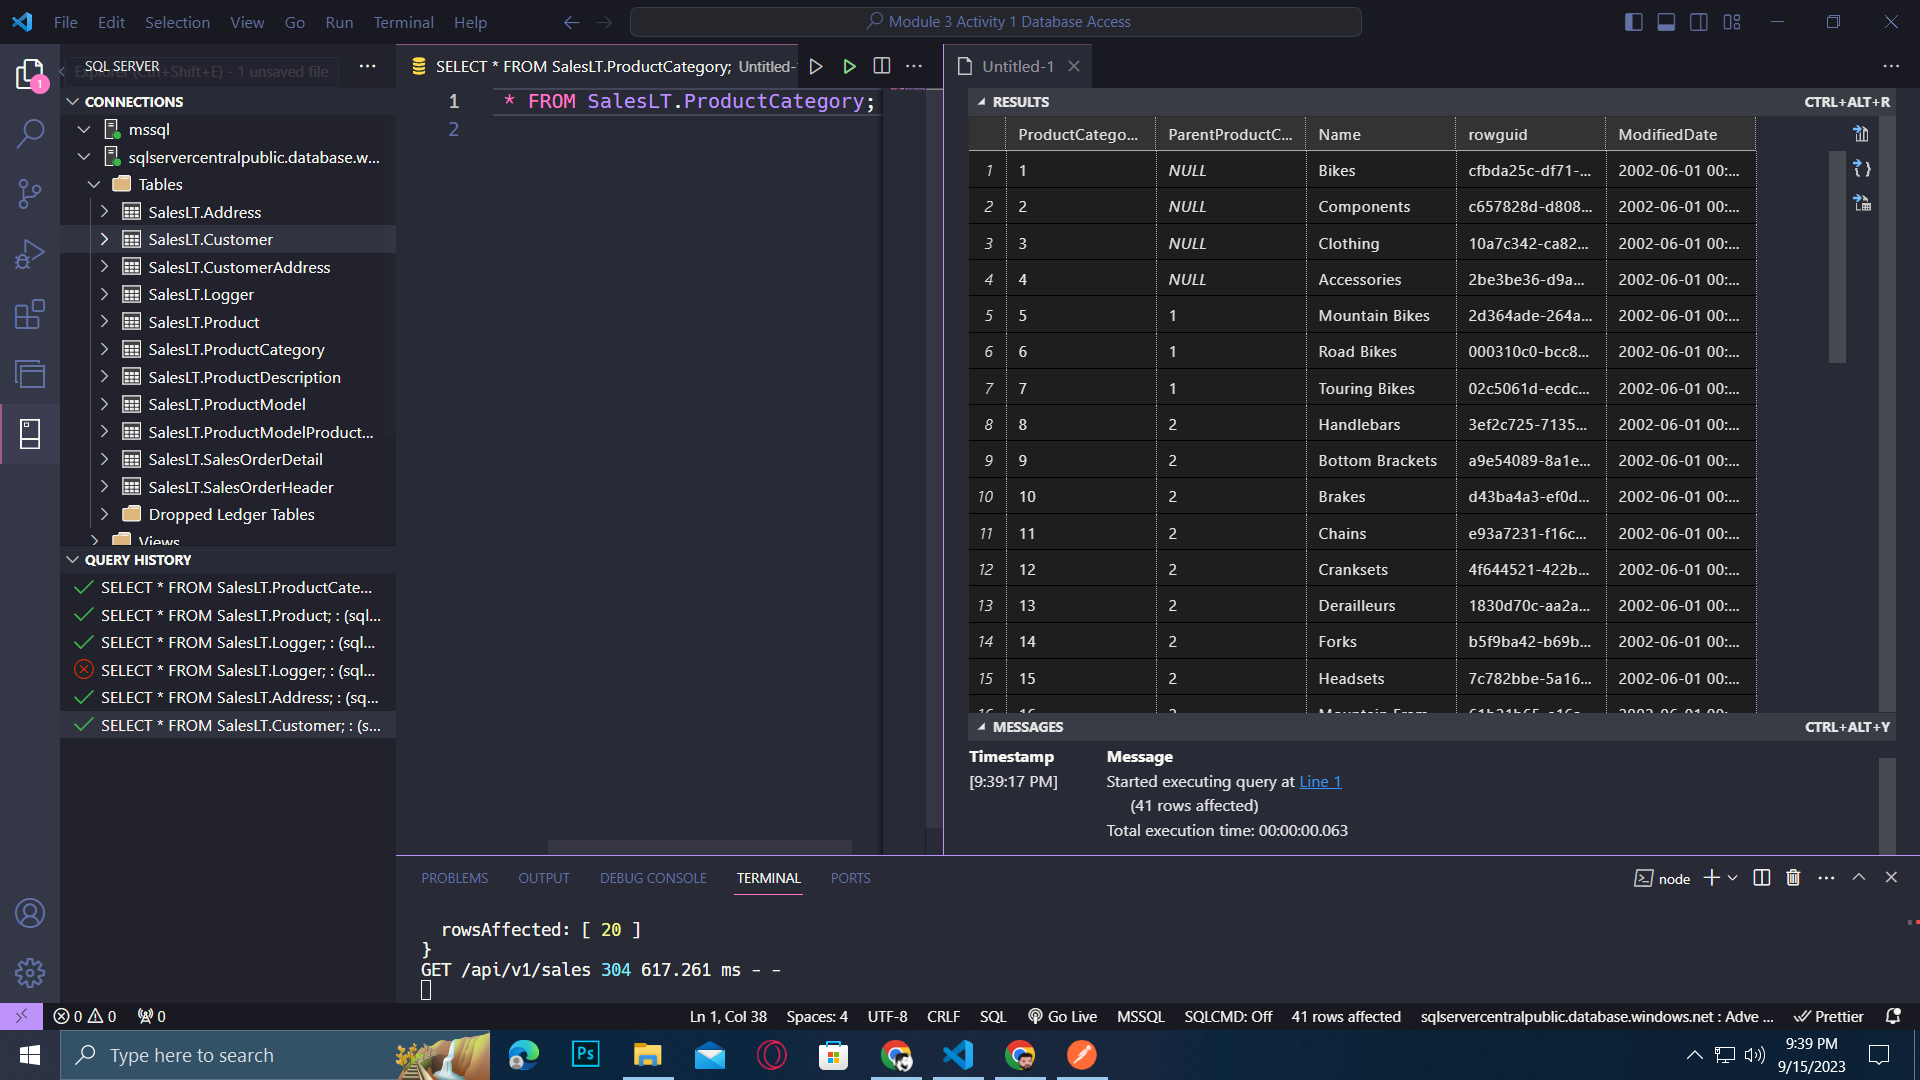 File Edit Selection View Go Run Terminal Help
Module 3 Activity 1 Database Access
SQL SERVER
Explorer (Ctrl+Shift+E) - 1 unsaved file
1
CONNECTIONS
mssql
sqlservercentralpublic.database.w...
Tables
SalesLT.Address
SalesLT.Customer
SalesLT.CustomerAddress
SalesLT.Logger
SalesLT.Product
SalesLT.ProductCategory
SalesLT.ProductDescription
SalesLT.ProductModel
SalesLT.ProductModelProduct...
SalesLT.SalesOrderDetail
SalesLT.SalesOrderHeader
Dropped Ledger Tables
Views
QUERY HISTORY
SELECT * FROM SalesLT.ProductCate...
SELECT * FROM SalesLT.Product; : (sql...
SELECT * FROM SalesLT.Logger; : (sql...
SELECT * FROM SalesLT.Logger; : (sql...
SELECT * FROM SalesLT.Address; : (sq...
SELECT * FROM SalesLT.Customer; : (s...
SELECT * FROM SalesLT.ProductCategory; Untitled-
1 * FROM SalesLT.ProductCategory;
2
Untitled-1
RESULTS CTRL+ALT+R
ProductCatego... ParentProductC... Name rowguid ModifiedDate
1 1 NULL Bikes cfbda25c-df71-... 2002-06-01 00:...
2 2 NULL Components c657828d-d808... 2002-06-01 00:...
3 3 NULL Clothing 10a7c342-ca82... 2002-06-01 00:...
4 4 NULL Accessories 2be3be36-d9a... 2002-06-01 00:...
5 5 1 Mountain Bikes 2d364ade-264a... 2002-06-01 00:...
6 6 1 Road Bikes 000310c0-bcc8... 2002-06-01 00:...
7 7 1 Touring Bikes 02c5061d-ecdc... 2002-06-01 00:...
8 8 2 Handlebars 3ef2c725-7135... 2002-06-01 00:...
9 9 2 Bottom Brackets a9e54089-8a1e... 2002-06-01 00:...
10 10 2 Brakes d43ba4a3-ef0d... 2002-06-01 00:...
11 11 2 Chains e93a7231-f16c... 2002-06-01 00:...
12 12 2 Cranksets 4f644521-422b... 2002-06-01 00:...
13 13 2 Derailleurs 1830d70c-aa2a... 2002-06-01 00:...
14 14 2 Forks b5f9ba42-b69b... 2002-06-01 00:...
15 15 2 Headsets 7c782bbe-5a16... 2002-06-01 00:...
MESSAGES CTRL+ALT+Y
Timestamp Message
[9:39:17 PM] Started executing query at Line 1
(41 rows affected)
Total execution time: 00:00:00.063
PROBLEMS OUTPUT DEBUG CONSOLE TERMINAL PORTS
node
rowsAffected: [ 20 ]
}
GET /api/v1/sales 304 617.261 ms - -
0 0 0
Ln 1, Col 38 Spaces: 4 UTF-8 CRLF SQL Go Live MSSQL SQLCMD: Off 41 rows affected sqlservercentralpublic.database.windows.net : Adve ... Prettier
Type here to search
Ps
9:39 PM
9/15/2023